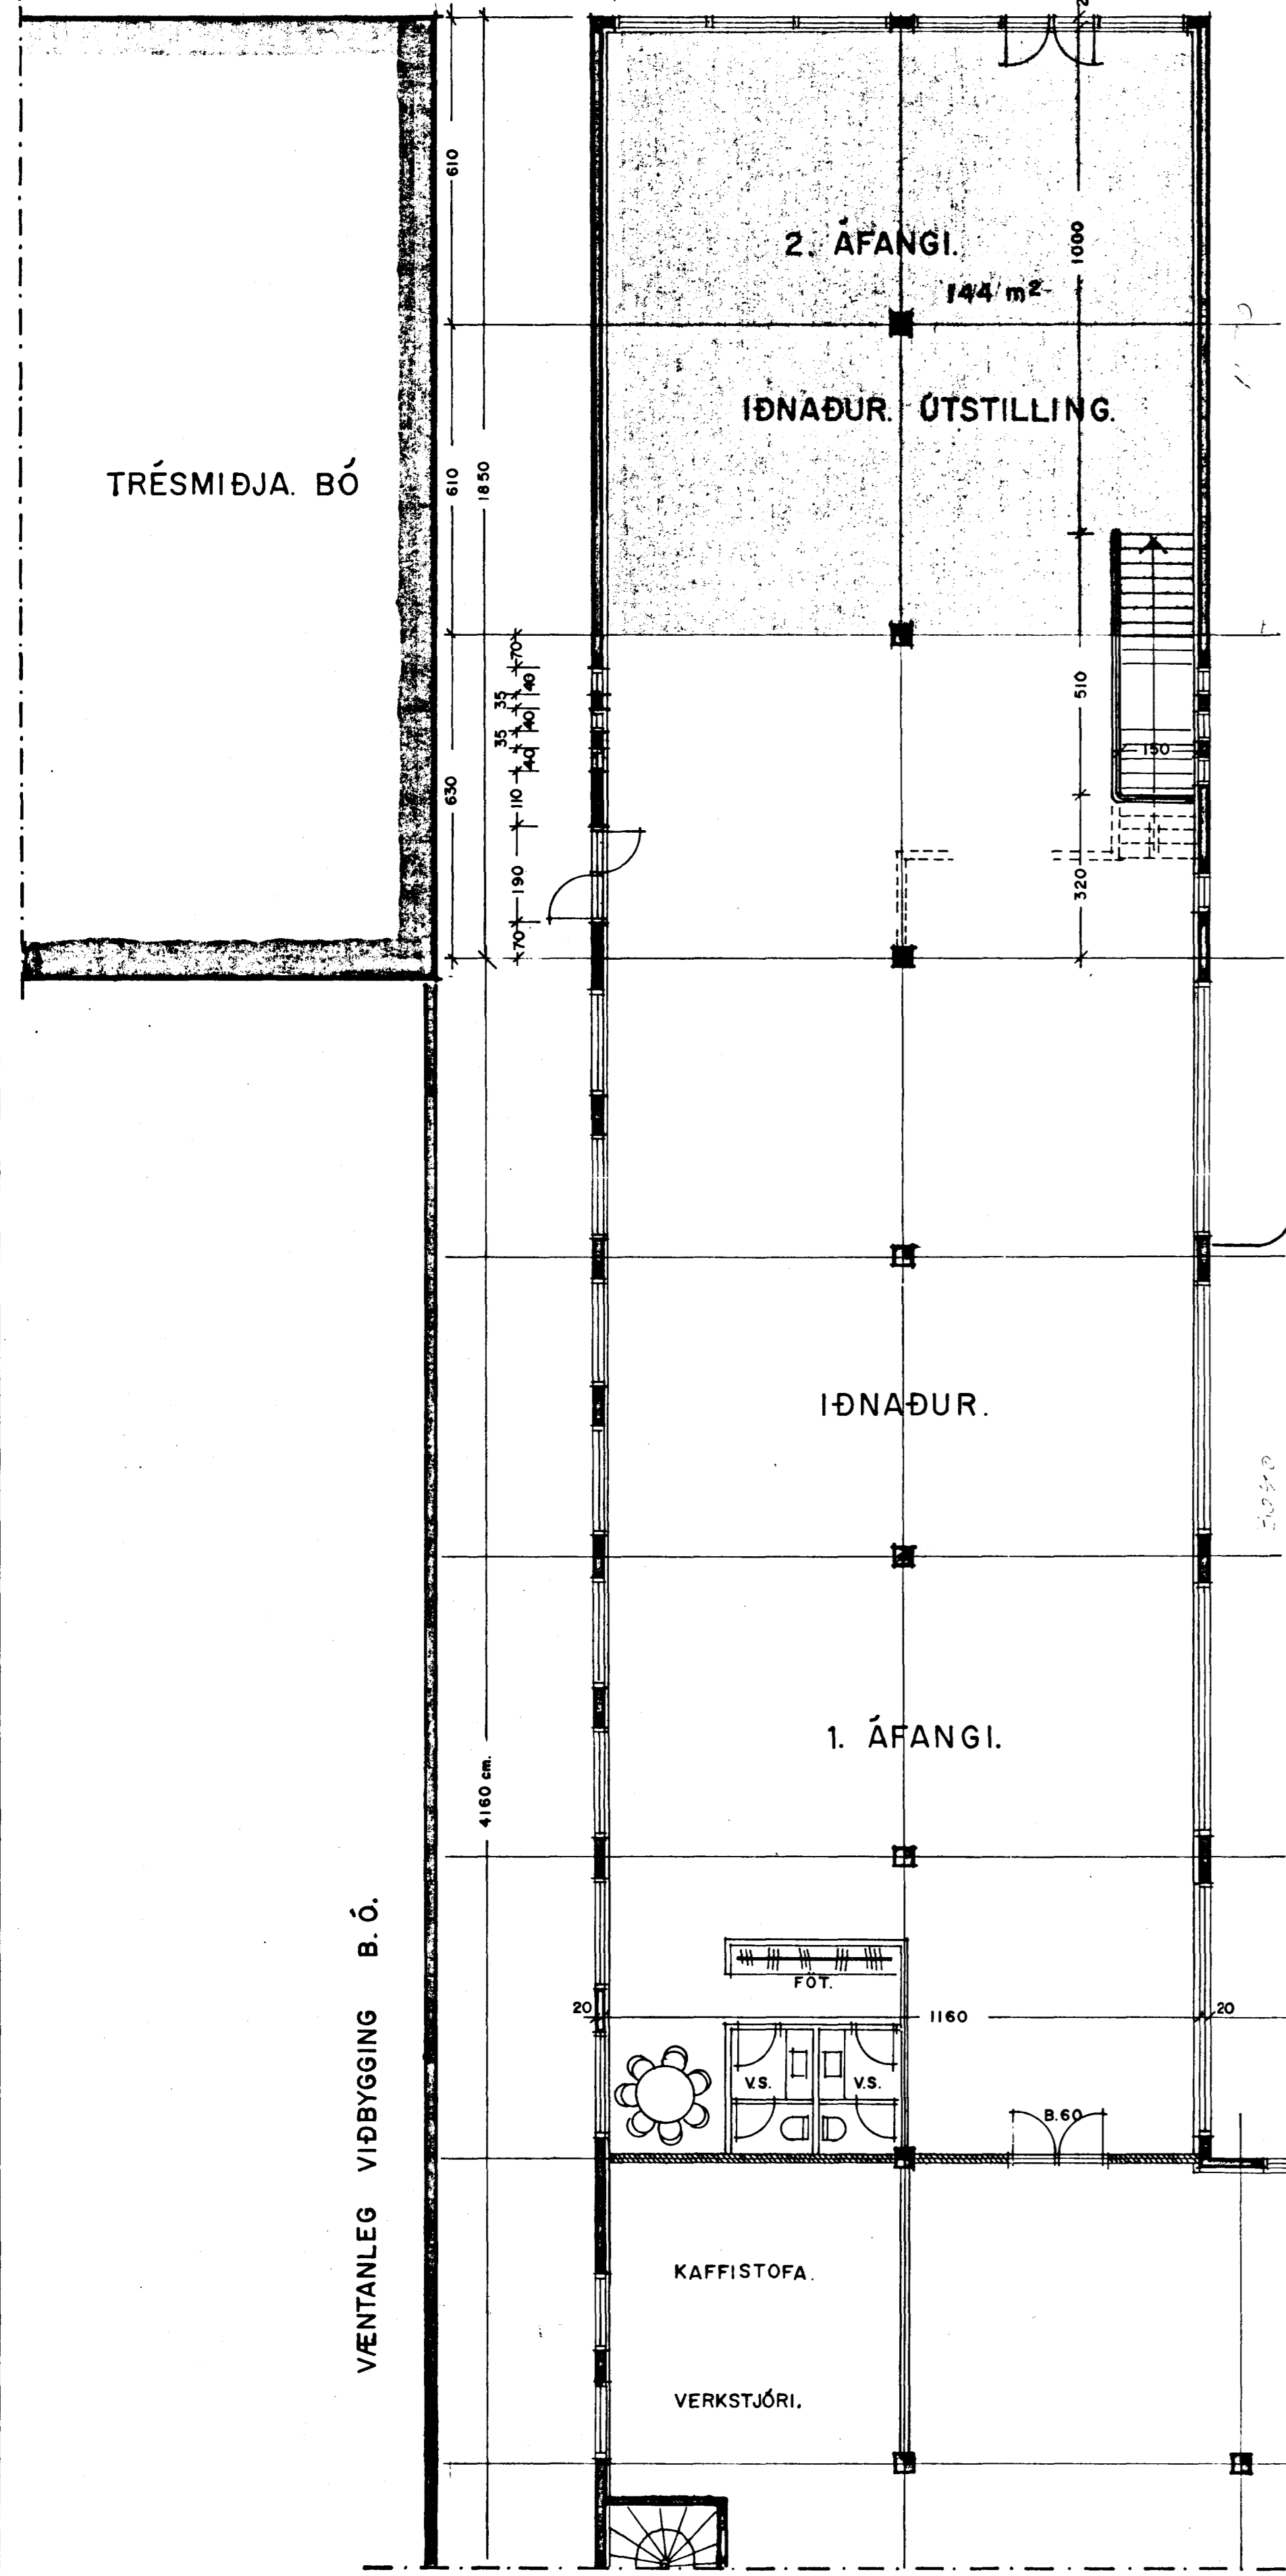 610
2. ÁFANGI.
1000
144 m2
IÐNAÐUR. ÚTSTILLING.
TRÉSMIÐJA. BÓ
610
1850
70
40
35
40
35
40
510
150
630
110
190
320
70
IÐNAÐUR.
1. ÁFANGI.
4160 cm.
VÆNTANLEG VIÐBYGGING B.Ó.
FÖT.
20
1160
20
V.S.
V.S.
B.60
KAFFISTOFA.
VERKSTJÓRI.